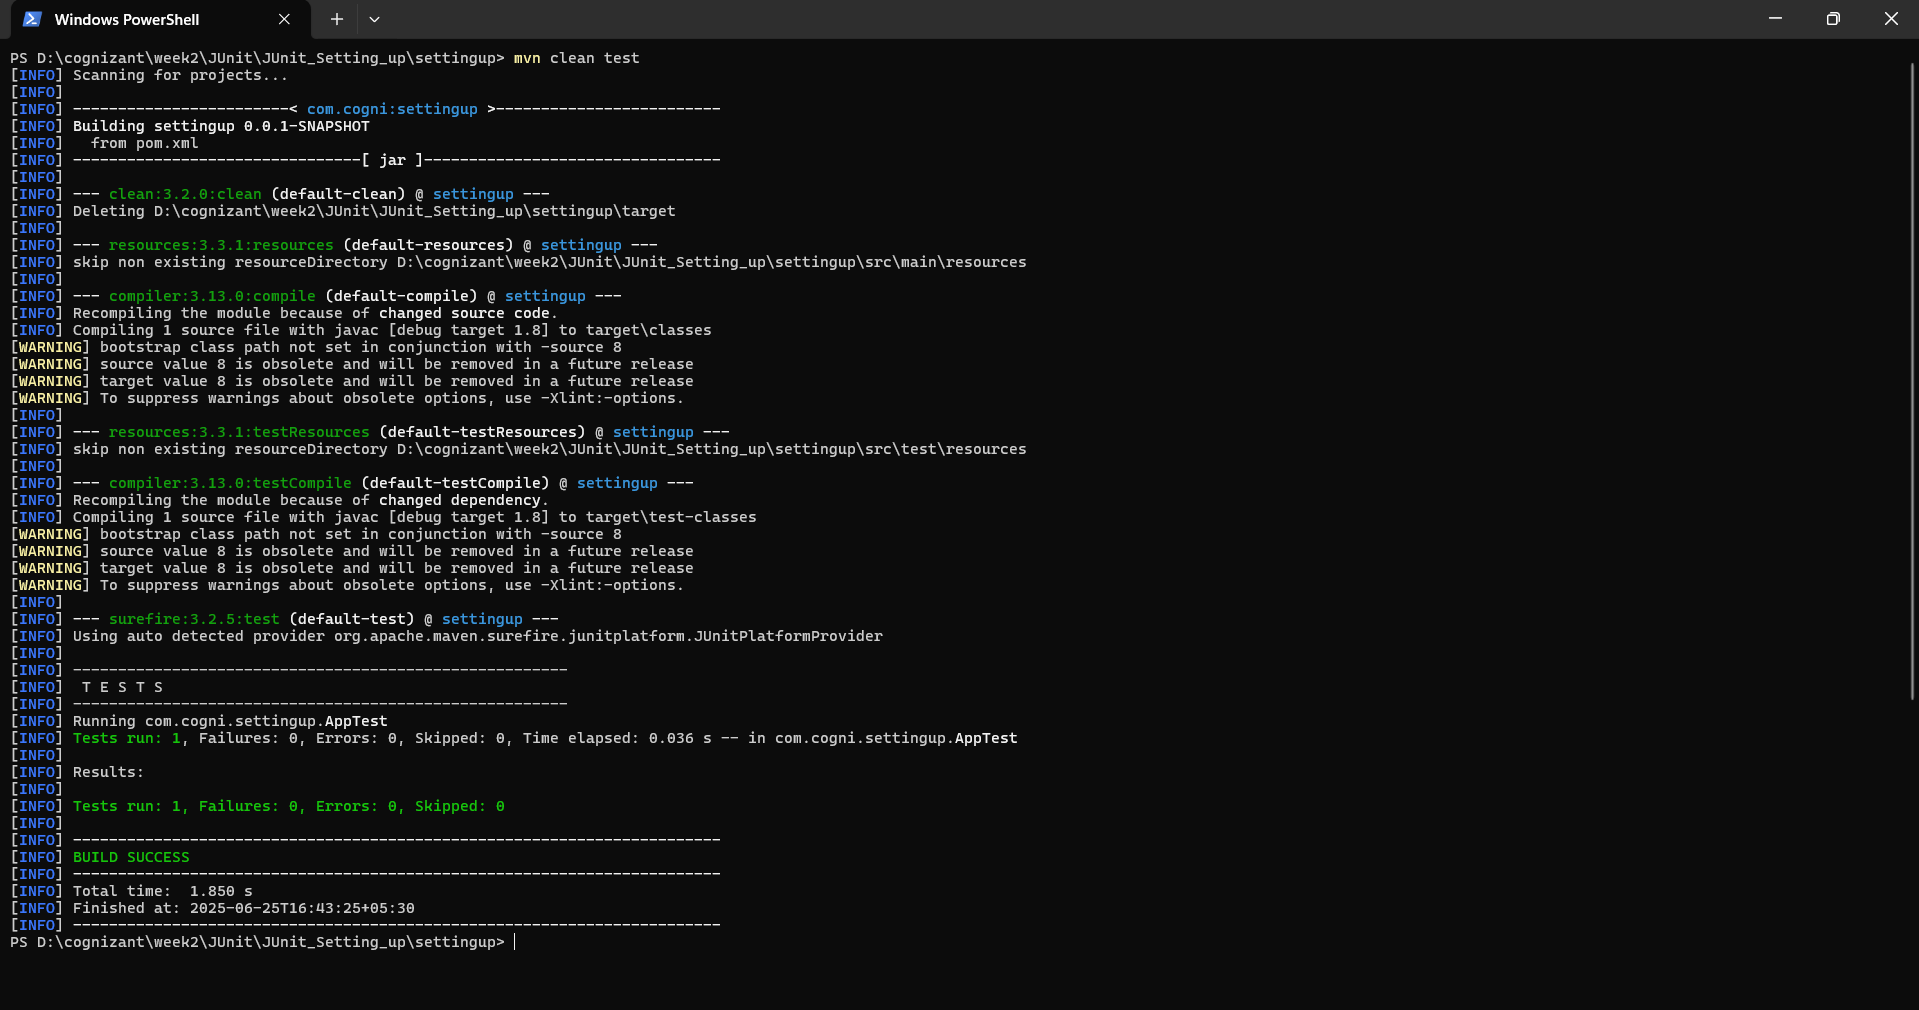 Windows PowerShell
PS D:\cognizant\week2\JUnit\JUnit_Setting_up\settingup> mvn clean test
[INFO] Scanning for projects...
[INFO]
[INFO] ------------------------< com.cogni:settingup >-------------------------
[INFO] Building settingup 0.0.1-SNAPSHOT
[INFO]   from pom.xml
[INFO] --------------------------------[ jar ]---------------------------------
[INFO]
[INFO] --- clean:3.2.0:clean (default-clean) @ settingup ---
[INFO] Deleting D:\cognizant\week2\JUnit\JUnit_Setting_up\settingup\target
[INFO]
[INFO] --- resources:3.3.1:resources (default-resources) @ settingup ---
[INFO] skip non existing resourceDirectory D:\cognizant\week2\JUnit\JUnit_Setting_up\settingup\src\main\resources
[INFO]
[INFO] --- compiler:3.13.0:compile (default-compile) @ settingup ---
[INFO] Recompiling the module because of changed source code.
[INFO] Compiling 1 source file with javac [debug target 1.8] to target\classes
[WARNING] bootstrap class path not set in conjunction with -source 8
[WARNING] source value 8 is obsolete and will be removed in a future release
[WARNING] target value 8 is obsolete and will be removed in a future release
[WARNING] To suppress warnings about obsolete options, use -Xlint:-options.
[INFO]
[INFO] --- resources:3.3.1:testResources (default-testResources) @ settingup ---
[INFO] skip non existing resourceDirectory D:\cognizant\week2\JUnit\JUnit_Setting_up\settingup\src\test\resources
[INFO]
[INFO] --- compiler:3.13.0:testCompile (default-testCompile) @ settingup ---
[INFO] Recompiling the module because of changed dependency.
[INFO] Compiling 1 source file with javac [debug target 1.8] to target\test-classes
[WARNING] bootstrap class path not set in conjunction with -source 8
[WARNING] source value 8 is obsolete and will be removed in a future release
[WARNING] target value 8 is obsolete and will be removed in a future release
[WARNING] To suppress warnings about obsolete options, use -Xlint:-options.
[INFO]
[INFO] --- surefire:3.2.5:test (default-test) @ settingup ---
[INFO] Using auto detected provider org.apache.maven.surefire.junitplatform.JUnitPlatformProvider
[INFO]
[INFO] -------------------------------------------------------
[INFO]  T E S T S
[INFO] -------------------------------------------------------
[INFO] Running com.cogni.settingup.AppTest
[INFO] Tests run: 1, Failures: 0, Errors: 0, Skipped: 0, Time elapsed: 0.036 s -- in com.cogni.settingup.AppTest
[INFO]
[INFO] Results:
[INFO]
[INFO] Tests run: 1, Failures: 0, Errors: 0, Skipped: 0
[INFO]
[INFO] ------------------------------------------------------------------------
[INFO] BUILD SUCCESS
[INFO] ------------------------------------------------------------------------
[INFO] Total time:  1.850 s
[INFO] Finished at: 2025-06-25T16:43:25+05:30
[INFO] ------------------------------------------------------------------------
PS D:\cognizant\week2\JUnit\JUnit_Setting_up\settingup>